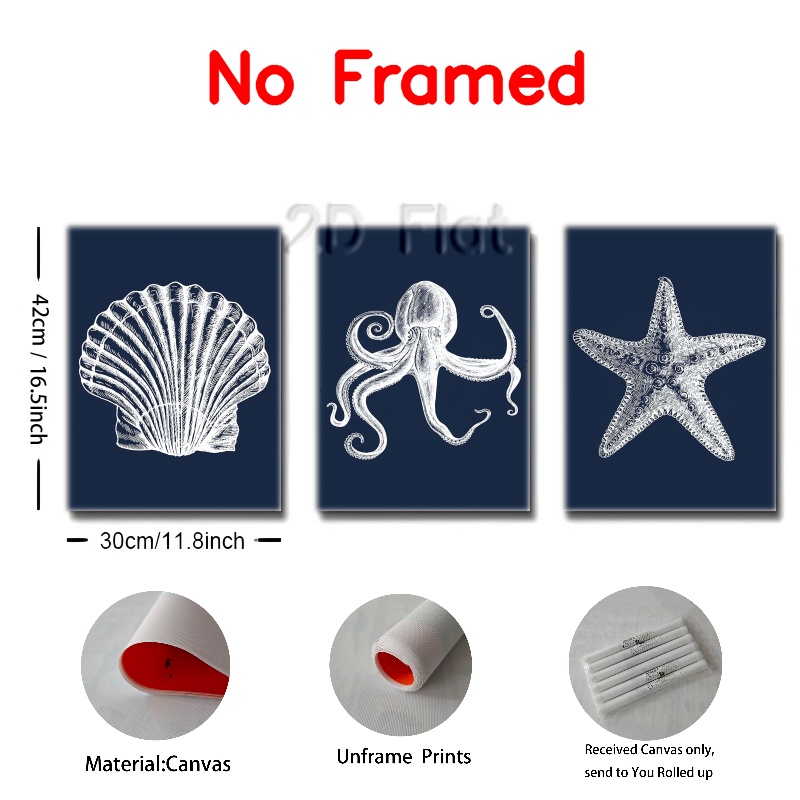 No Framed
2D Flat
42cm / 16.5inch
30cm/11.8inch
Material:Canvas
Unframe Prints
Received Canvas only,
send to You Rolled up